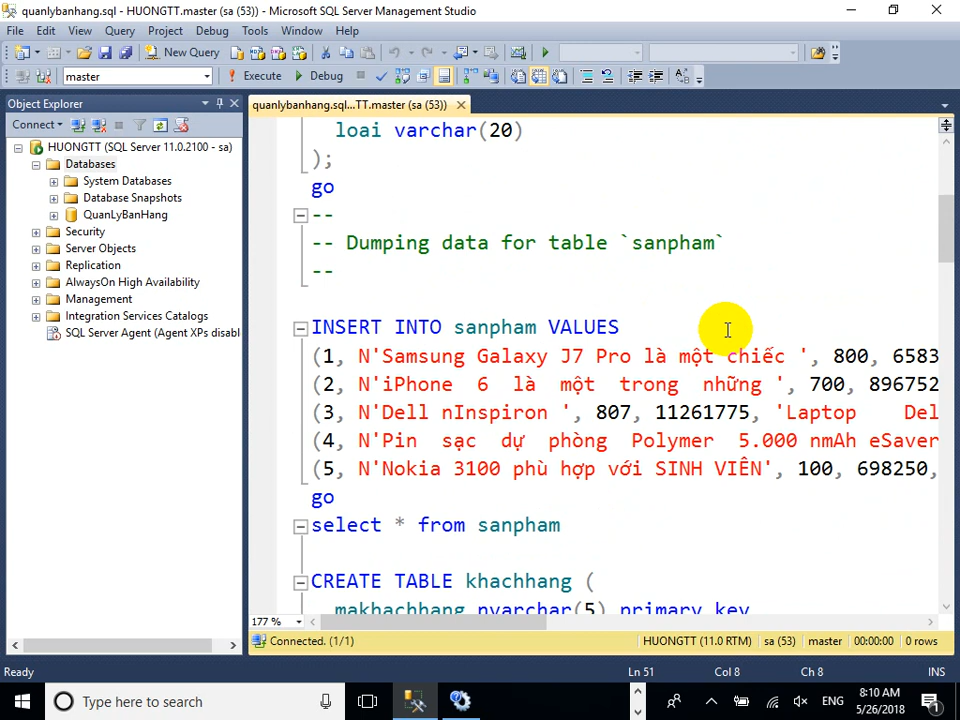 quanlybanhang.sql - HUONGTT.master (sa (53)) - Microsoft SQL Server Management Studio
File Edit View Query Project Debug Tools Window Help
New Query
master Execute Debug
Object Explorer
quanlybanhang.sql...TT.master (sa (53))
Connect
HUONGTT (SQL Server 11.0.2100 - sa)
Databases
System Databases
Database Snapshots
QuanLyBanHang
Security
Server Objects
Replication
AlwaysOn High Availability
Management
Integration Services Catalogs
SQL Server Agent (Agent XPs disabl
loai varchar(20)
);
go
--
-- Dumping data for table `sanpham`
--
INSERT INTO sanpham VALUES
(1, N'Samsung Galaxy J7 Pro là một chiếc ', 800, 6583
(2, N'iPhone 6 là một trong những ', 700, 896752
(3, N'Dell nInspiron ', 807, 11261775, 'Laptop Del
(4, N'Pin sạc dự phòng Polymer 5.000 nmAh eSaver
(5, N'Nokia 3100 phù hợp với SINH VIÊN', 100, 698250,
go
select * from sanpham
CREATE TABLE khachhang (
makhachhang nvarchar(5) primary key
177 %
Connected. (1/1) HUONGTT (11.0 RTM) sa (53) master 00:00:00 0 rows
Ready Ln 51 Col 8 Ch 8 INS
Type here to search
ENG
8:10 AM
5/26/2018
1